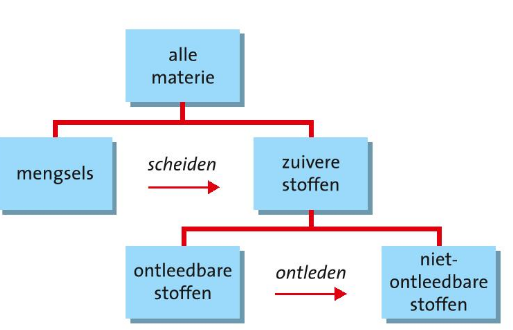 alle
materie
mengsels
scheiden
zuivere
stoffen
ontleedbare
stoffen
ontleden
niet-
ontleedbare
stoffen